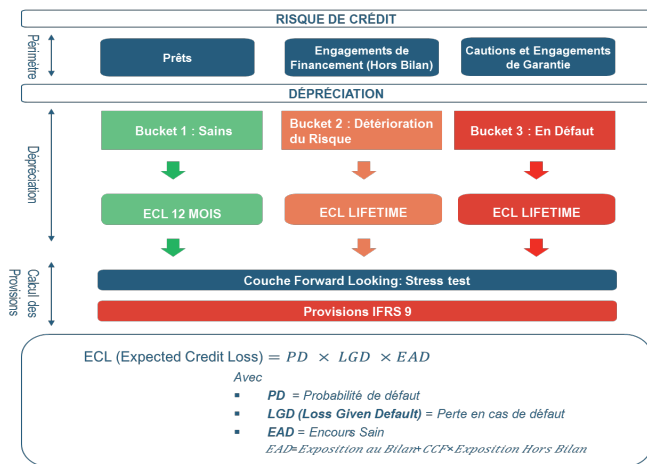 RISQUE DE CRÉDIT
Périmètre
Prêts
Engagements de
Financement (Hors Bilan)
Cautions et Engagements
de Garantie
DÉPRÉCIATION
Dépréciation
Bucket 1 : Sains
Bucket 2 : Détérioration
du Risque
Bucket 3 : En Défaut
ECL 12 MOIS
ECL LIFETIME
ECL LIFETIME
Calcul des
Provisions
Couche Forward Looking: Stress test
Provisions IFRS 9
ECL (Expected Credit Loss) = PD × LGD × EAD
Avec
▪ PD = Probabilité de défaut
▪ LGD (Loss Given Default) = Perte en cas de défaut
▪ EAD = Encours Sain
EAD=Exposition au Bilan+CCF*Exposition Hors Bilan